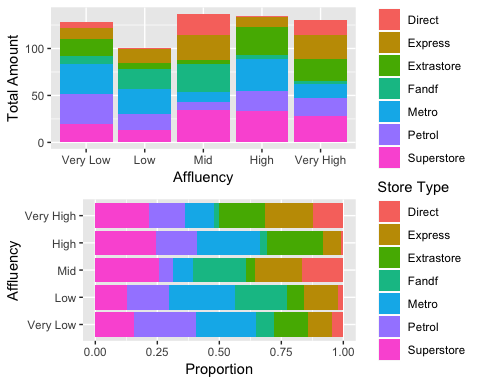 Total Amount
100
50
0
Very Low Low Mid High Very High
Affluency
Direct
Express
Extrastore
Fandf
Metro
Petrol
Superstore
Affluency
Very High
High
Mid
Low
Very Low
0.00 0.25 0.50 0.75 1.00
Proportion
Store Type
Direct
Express
Extrastore
Fandf
Metro
Petrol
Superstore